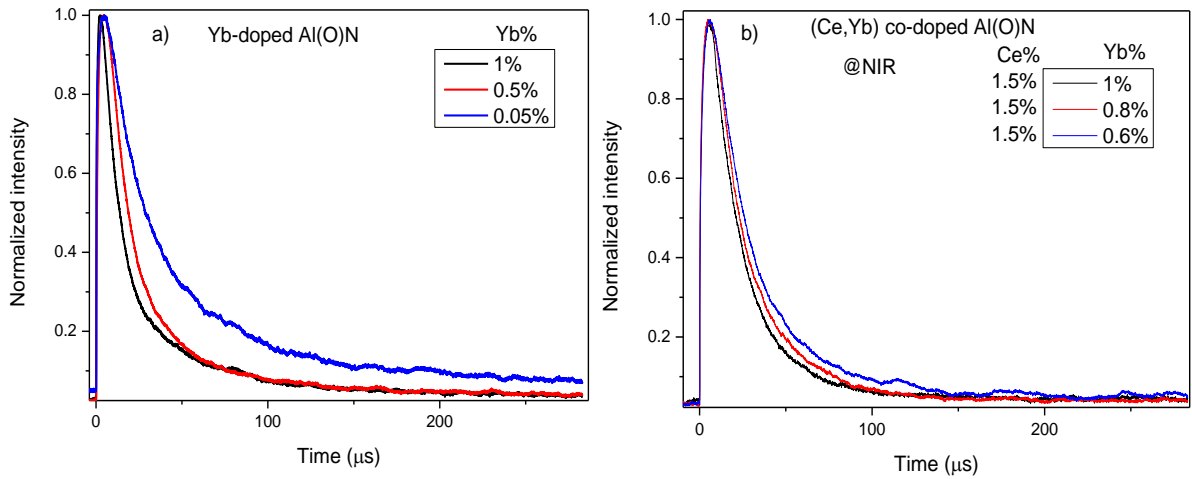 a)
Yb-doped Al(O)N
Yb%
1%
0.5%
0.05%
1.0
0.8
0.6
0.4
0.2
Normalized intensity
0
100
200
Time (μs)
b)
(Ce,Yb) co-doped Al(O)N
@NIR
Ce% Yb%
1.5% 1%
1.5% 0.8%
1.5% 0.6%
1.0
0.8
0.6
0.4
0.2
Normalized intensity
0
100
200
Time (μs)